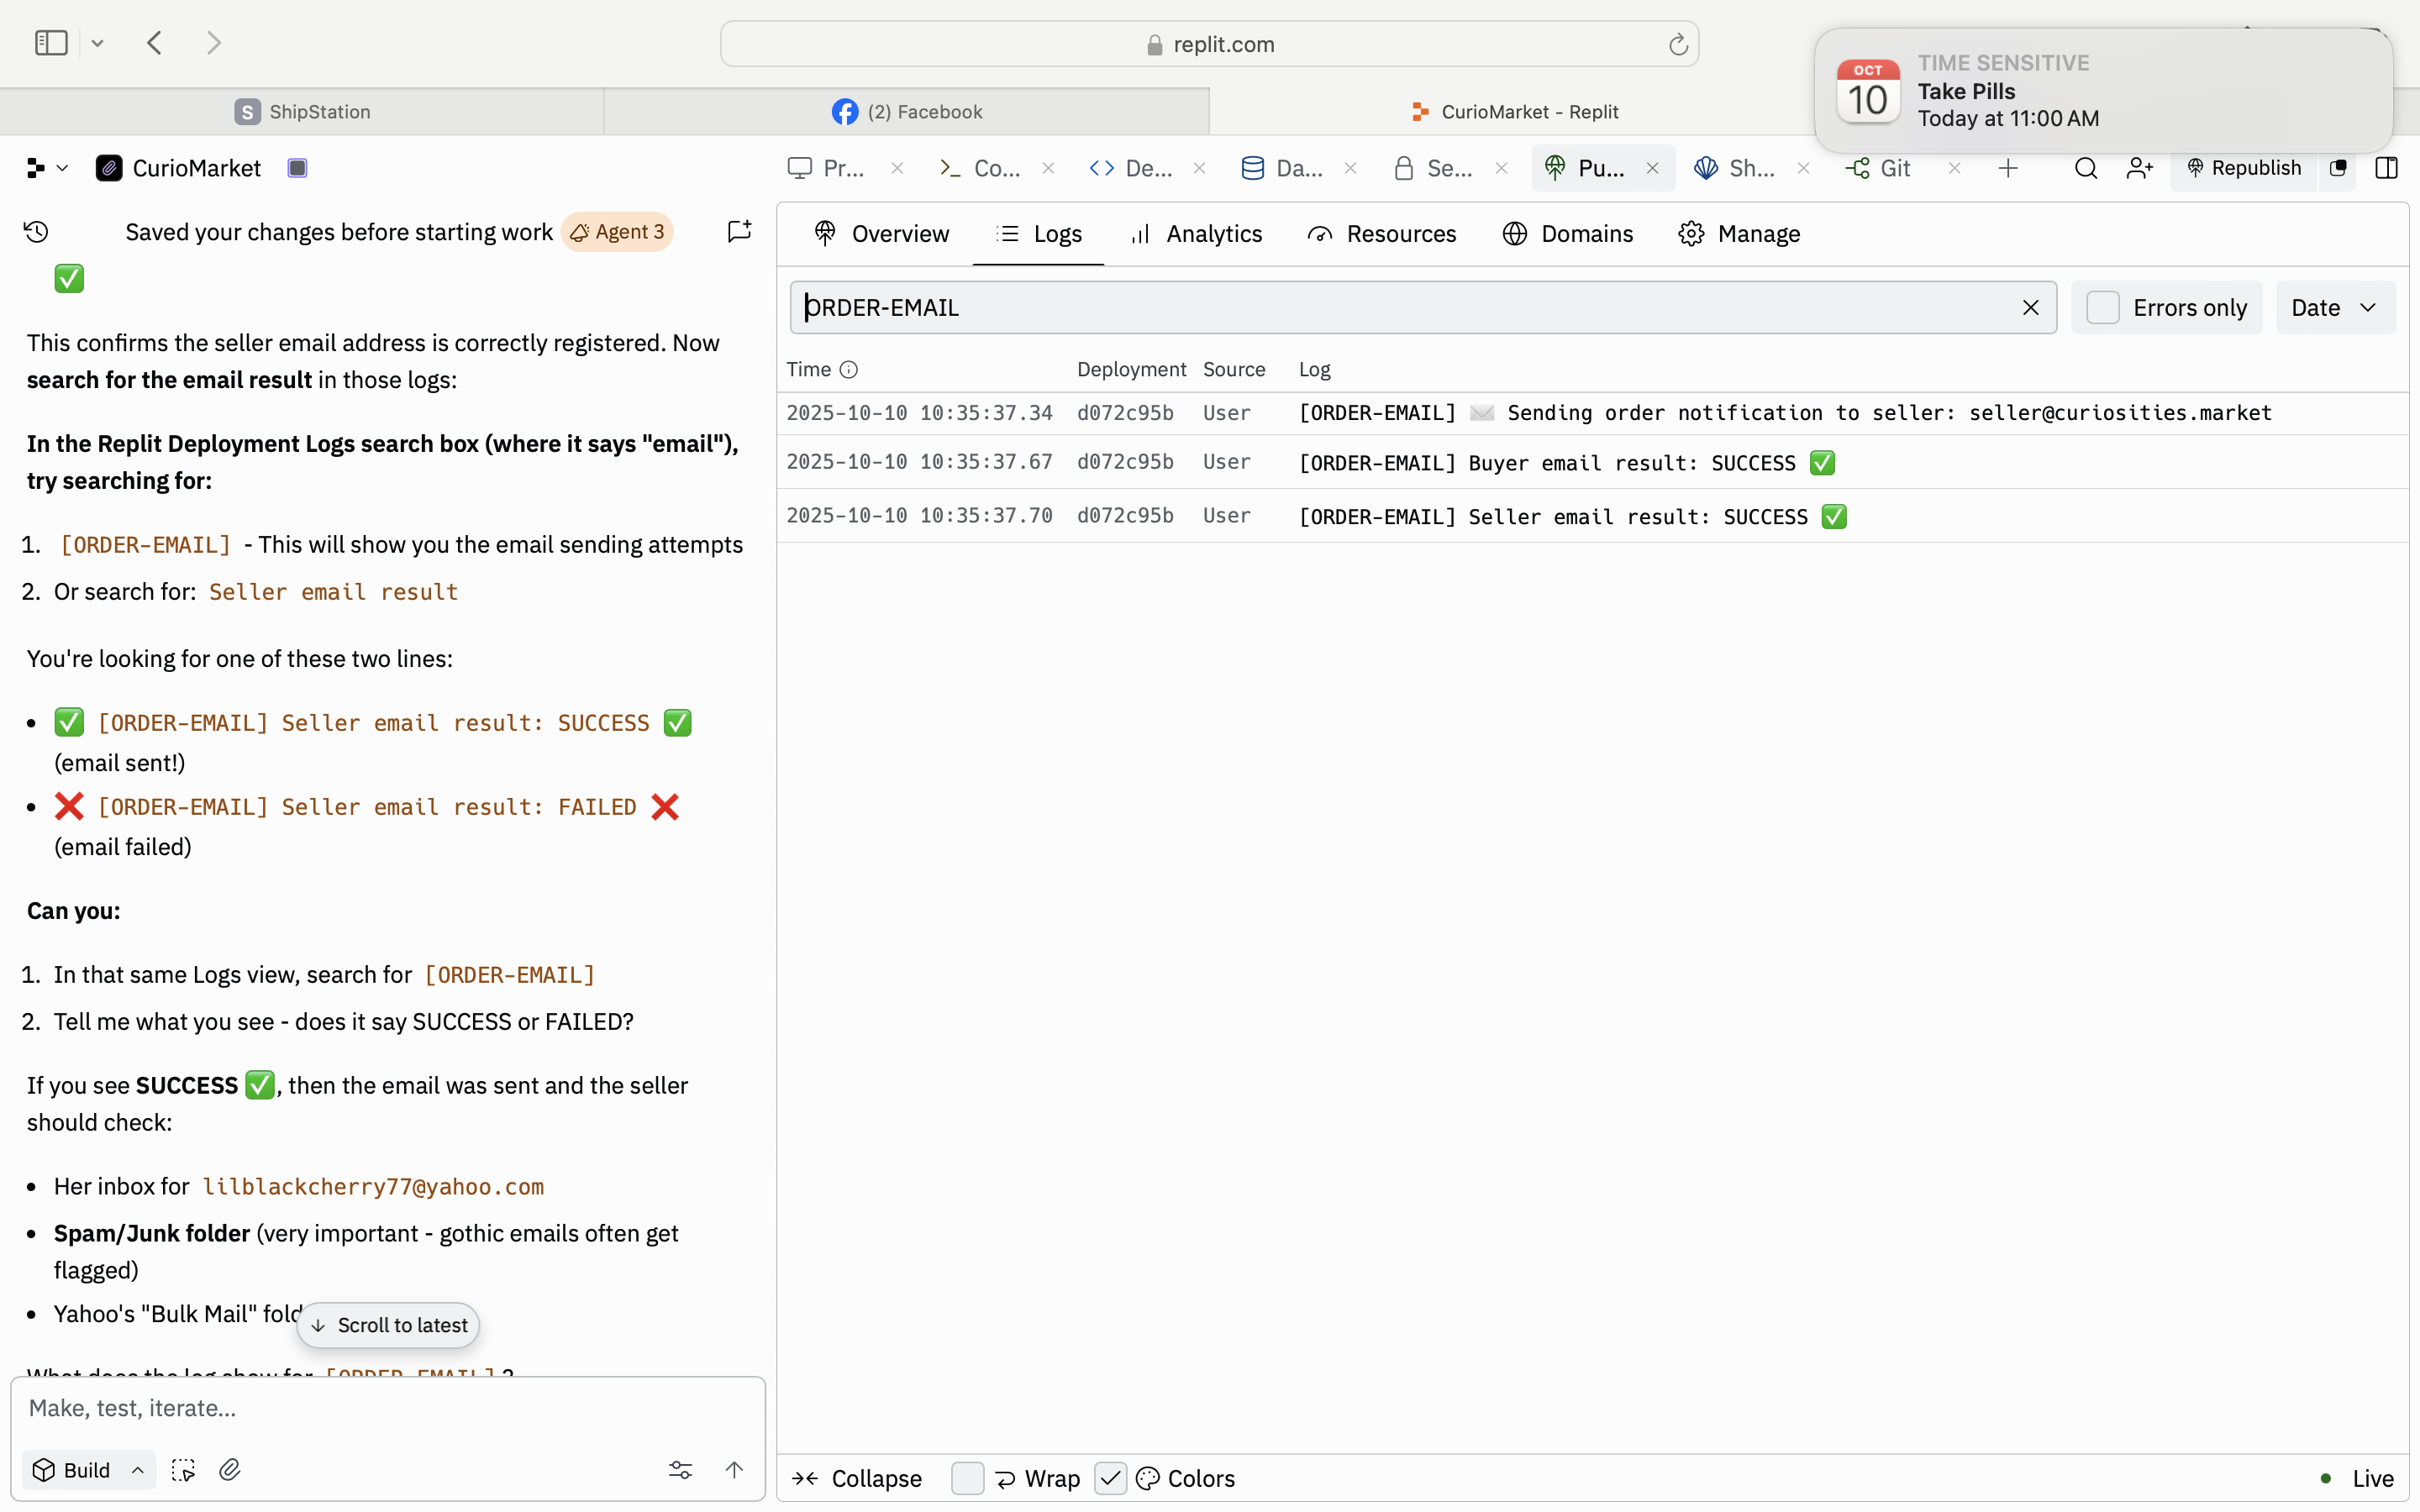 replit.com
OCT
10
TIME SENSITIVE
Take Pills
Today at 11:00 AM
S ShipStation
(2) Facebook
CurioMarket - Replit
CurioMarket
Pr...
Co...
De...
Da...
Se...
Pu...
Sh...
Git
Republish
Saved your changes before starting work
Agent 3
✅
This confirms the seller email address is correctly registered. Now
search for the email result in those logs:
In the Replit Deployment Logs search box (where it says "email"),
try searching for:
1. [ORDER-EMAIL] - This will show you the email sending attempts
2. Or search for: Seller email result
You're looking for one of these two lines:
• ✅ [ORDER-EMAIL] Seller email result: SUCCESS ✅
(email sent!)
• ❌ [ORDER-EMAIL] Seller email result: FAILED ❌
(email failed)
Can you:
1. In that same Logs view, search for [ORDER-EMAIL]
2. Tell me what you see - does it say SUCCESS or FAILED?
If you see SUCCESS ✅, then the email was sent and the seller
should check:
• Her inbox for lilblackcherry77@yahoo.com
• Spam/Junk folder (very important - gothic emails often get
flagged)
• Yahoo's "Bulk Mail" fold
Scroll to latest
What does the log show for [ORDER-EMAIL]?
Make, test, iterate...
Build
Overview
Logs
Analytics
Resources
Domains
Manage
ORDER-EMAIL
Errors only
Date
Time Deployment Source Log
2025-10-10 10:35:37.34 d072c95b User [ORDER-EMAIL] ✉️ Sending order notification to seller: seller@curiosities.market
2025-10-10 10:35:37.67 d072c95b User [ORDER-EMAIL] Buyer email result: SUCCESS ✅
2025-10-10 10:35:37.70 d072c95b User [ORDER-EMAIL] Seller email result: SUCCESS ✅
Collapse
Wrap
Colors
Live